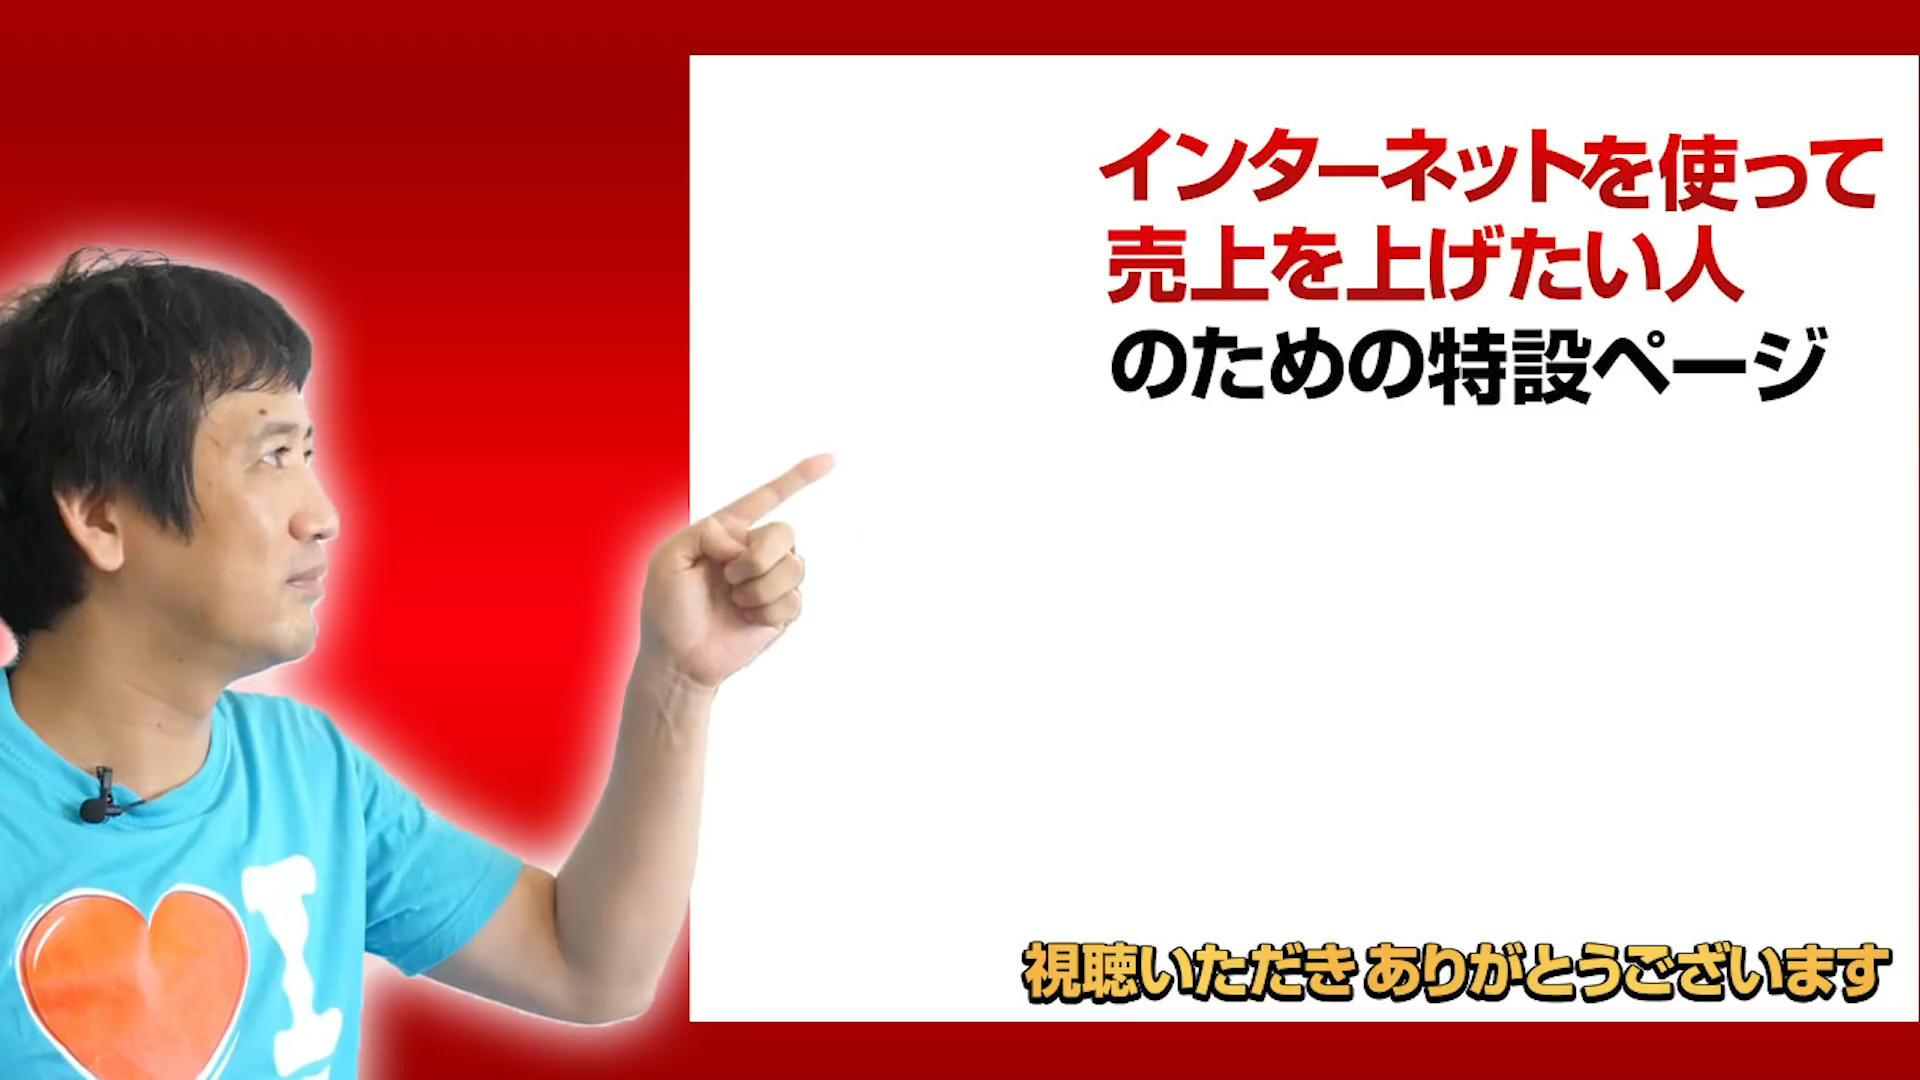 インターネットを使って
売上を上げたい人
のための特設ページ
視聴いただき ありがとうございます
I